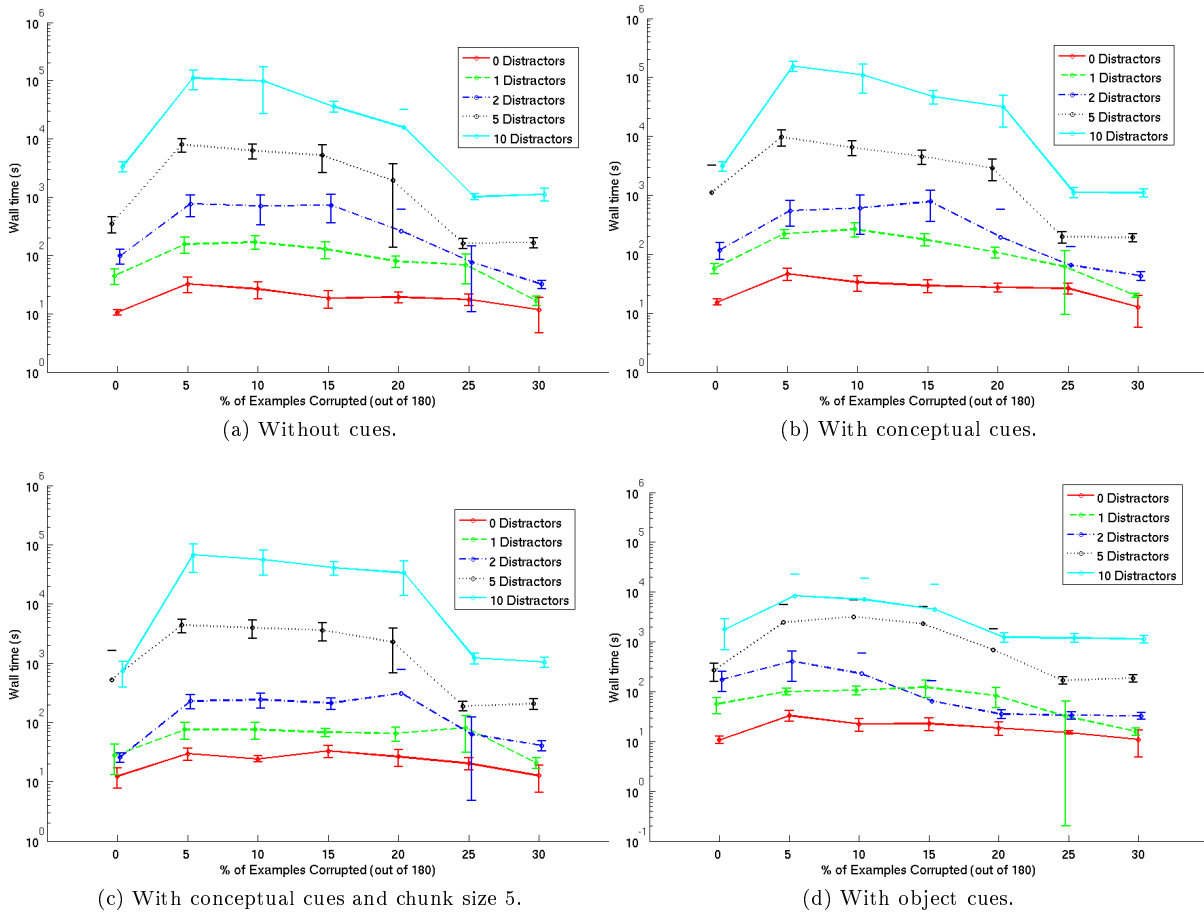 10^6
10^5
10^4
10^3
10^2
10^1
10^0
Wall time (s)
0 Distractors
1 Distractors
2 Distractors
5 Distractors
10 Distractors
0 5 10 15 20 25 30
% of Examples Corrupted (out of 180)
(a) Without cues.
10^6
10^5
10^4
10^3
10^2
10^1
10^0
Wall time (s)
0 Distractors
1 Distractors
2 Distractors
5 Distractors
10 Distractors
0 5 10 15 20 25 30
% of Examples Corrupted (out of 180)
(b) With conceptual cues.
10^6
10^5
10^4
10^3
10^2
10^1
10^0
Wall time (s)
0 Distractors
1 Distractors
2 Distractors
5 Distractors
10 Distractors
0 5 10 15 20 25 30
% of Examples Corrupted (out of 180)
(c) With conceptual cues and chunk size 5.
10^6
10^5
10^4
10^3
10^2
10^1
10^0
10^-1
Wall time (s)
0 Distractors
1 Distractors
2 Distractors
5 Distractors
10 Distractors
0 5 10 15 20 25 30
% of Examples Corrupted (out of 180)
(d) With object cues.